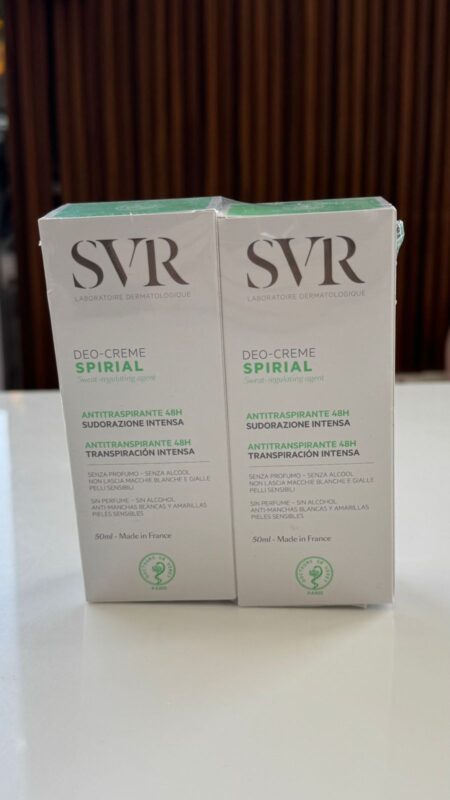 SVR
LABORATOIRE DERMATOLOGIQUE
DEO-CREME
SPIRIAL
Sweat-regulating agent
ANTITRASPIRANTE 48H
SUDORAZIONE INTENSA
ANTITRANSPIRANTE 48H
TRANSPIRACIÓN INTENSA
SENZA PROFUMO - SENZA ALCOOL
NON LASCIA MACCHIE BIANCHE E GIALLE
PELLI SENSIBILI
SIN PERFUME - SIN ALCOHOL
ANTI-MANCHAS BLANCAS Y AMARILLAS
PIELES SENSIBLES
50ml - Made in France
PARIS
SVR
LABORATOIRE DERMATOLOGIQUE
DEO-CREME
SPIRIAL
Sweat-regulating agent
ANTITRASPIRANTE 48H
SUDORAZIONE INTENSA
ANTITRANSPIRANTE 48H
TRANSPIRACIÓN INTENSA
SENZA PROFUMO - SENZA ALCOOL
NON LASCIA MACCHIE BIANCHE E GIALLE
PELLI SENSIBILI
SIN PERFUME - SIN ALCOHOL
ANTI-MANCHAS BLANCAS Y AMARILLAS
PIELES SENSIBLES
50ml - Made in France
PARIS